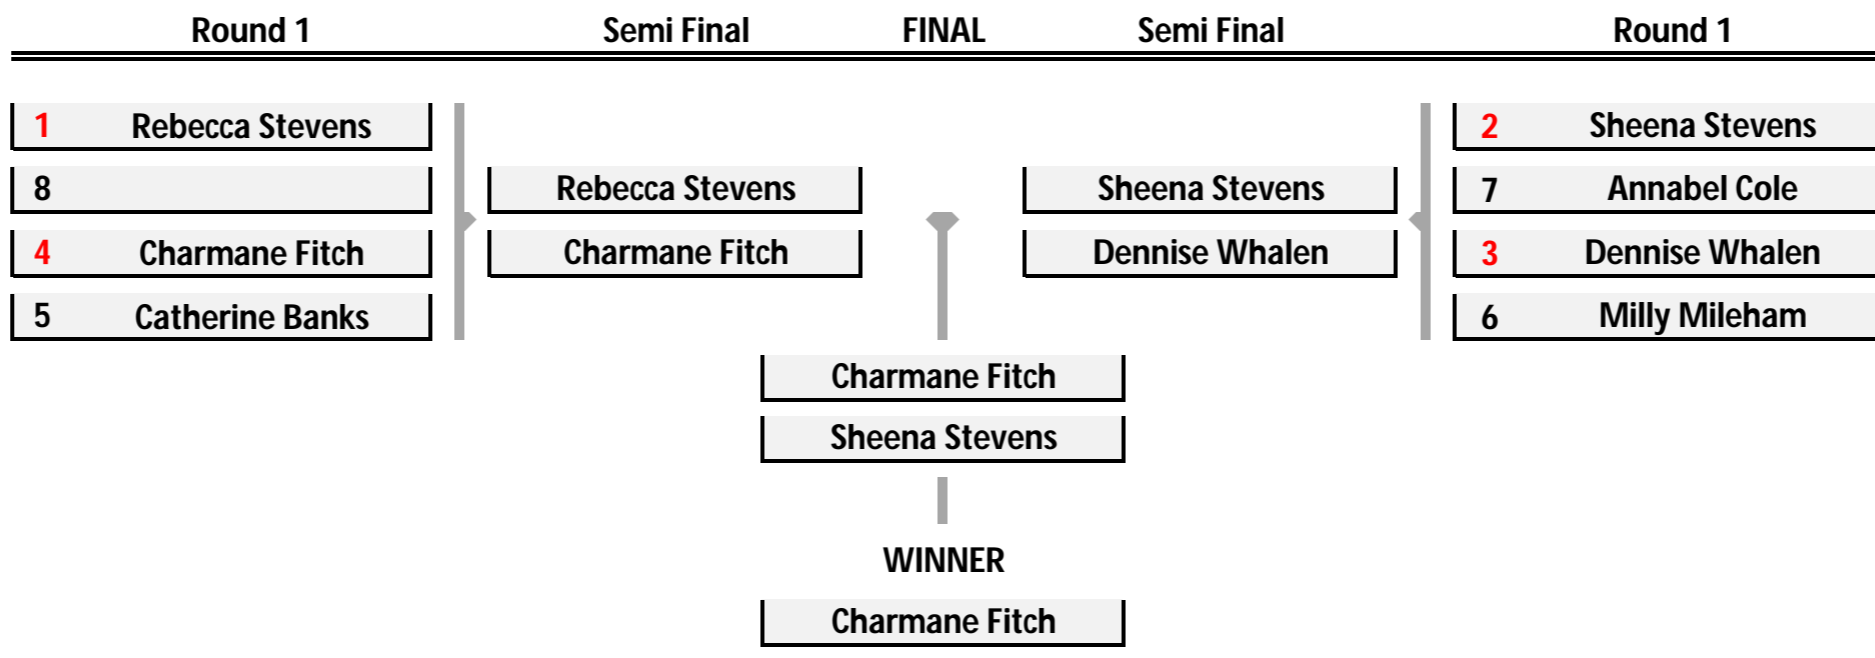 Round 1 Semi Final FINAL Semi Final Round 1
1 Rebecca Stevens 2 Sheena Stevens
8 Rebecca Stevens Sheena Stevens 7 Annabel Cole
4 Charmane Fitch Charmane Fitch Dennise Whalen 3 Dennise Whalen
5 Catherine Banks 6 Milly Mileham
Charmane Fitch
Sheena Stevens
WINNER
Charmane Fitch